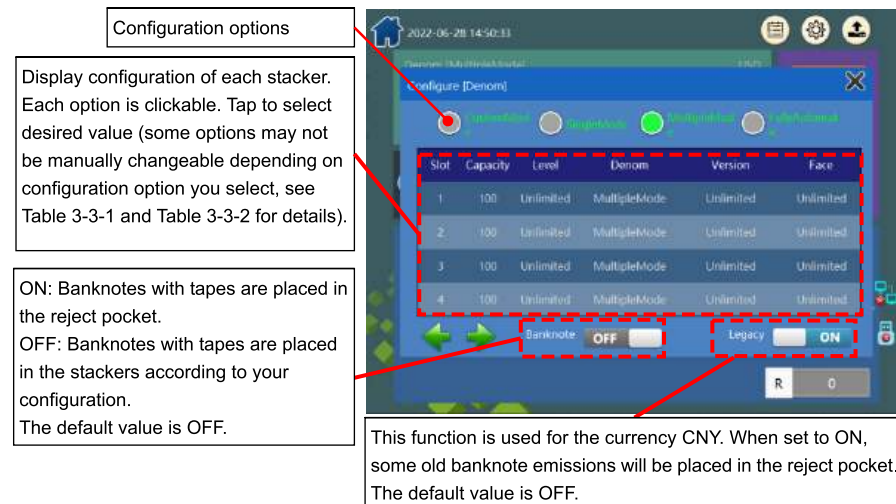 Configuration options
Display configuration of each stacker.
Each option is clickable. Tap to select
desired value (some options may not
be manually changeable depending on
configuration option you select, see
Table 3-3-1 and Table 3-3-2 for details).
ON: Banknotes with tapes are placed in
the reject pocket.
OFF: Banknotes with tapes are placed
in the stackers according to your
configuration.
The default value is OFF.
2022-06-28 14:50:33
Denom [MultipleMode] USD
Configure [Denom]
Slot Capacity Level Denom Version Face
1 100 Unlimited MultipleMode Unlimited Unlimited
2 100 Unlimited MultipleMode Unlimited Unlimited
3 100 Unlimited MultipleMode Unlimited Unlimited
4 100 Unlimited MultipleMode Unlimited Unlimited
Banknote OFF Legacy ON
R 0
This function is used for the currency CNY. When set to ON,
some old banknote emissions will be placed in the reject pocket.
The default value is OFF.